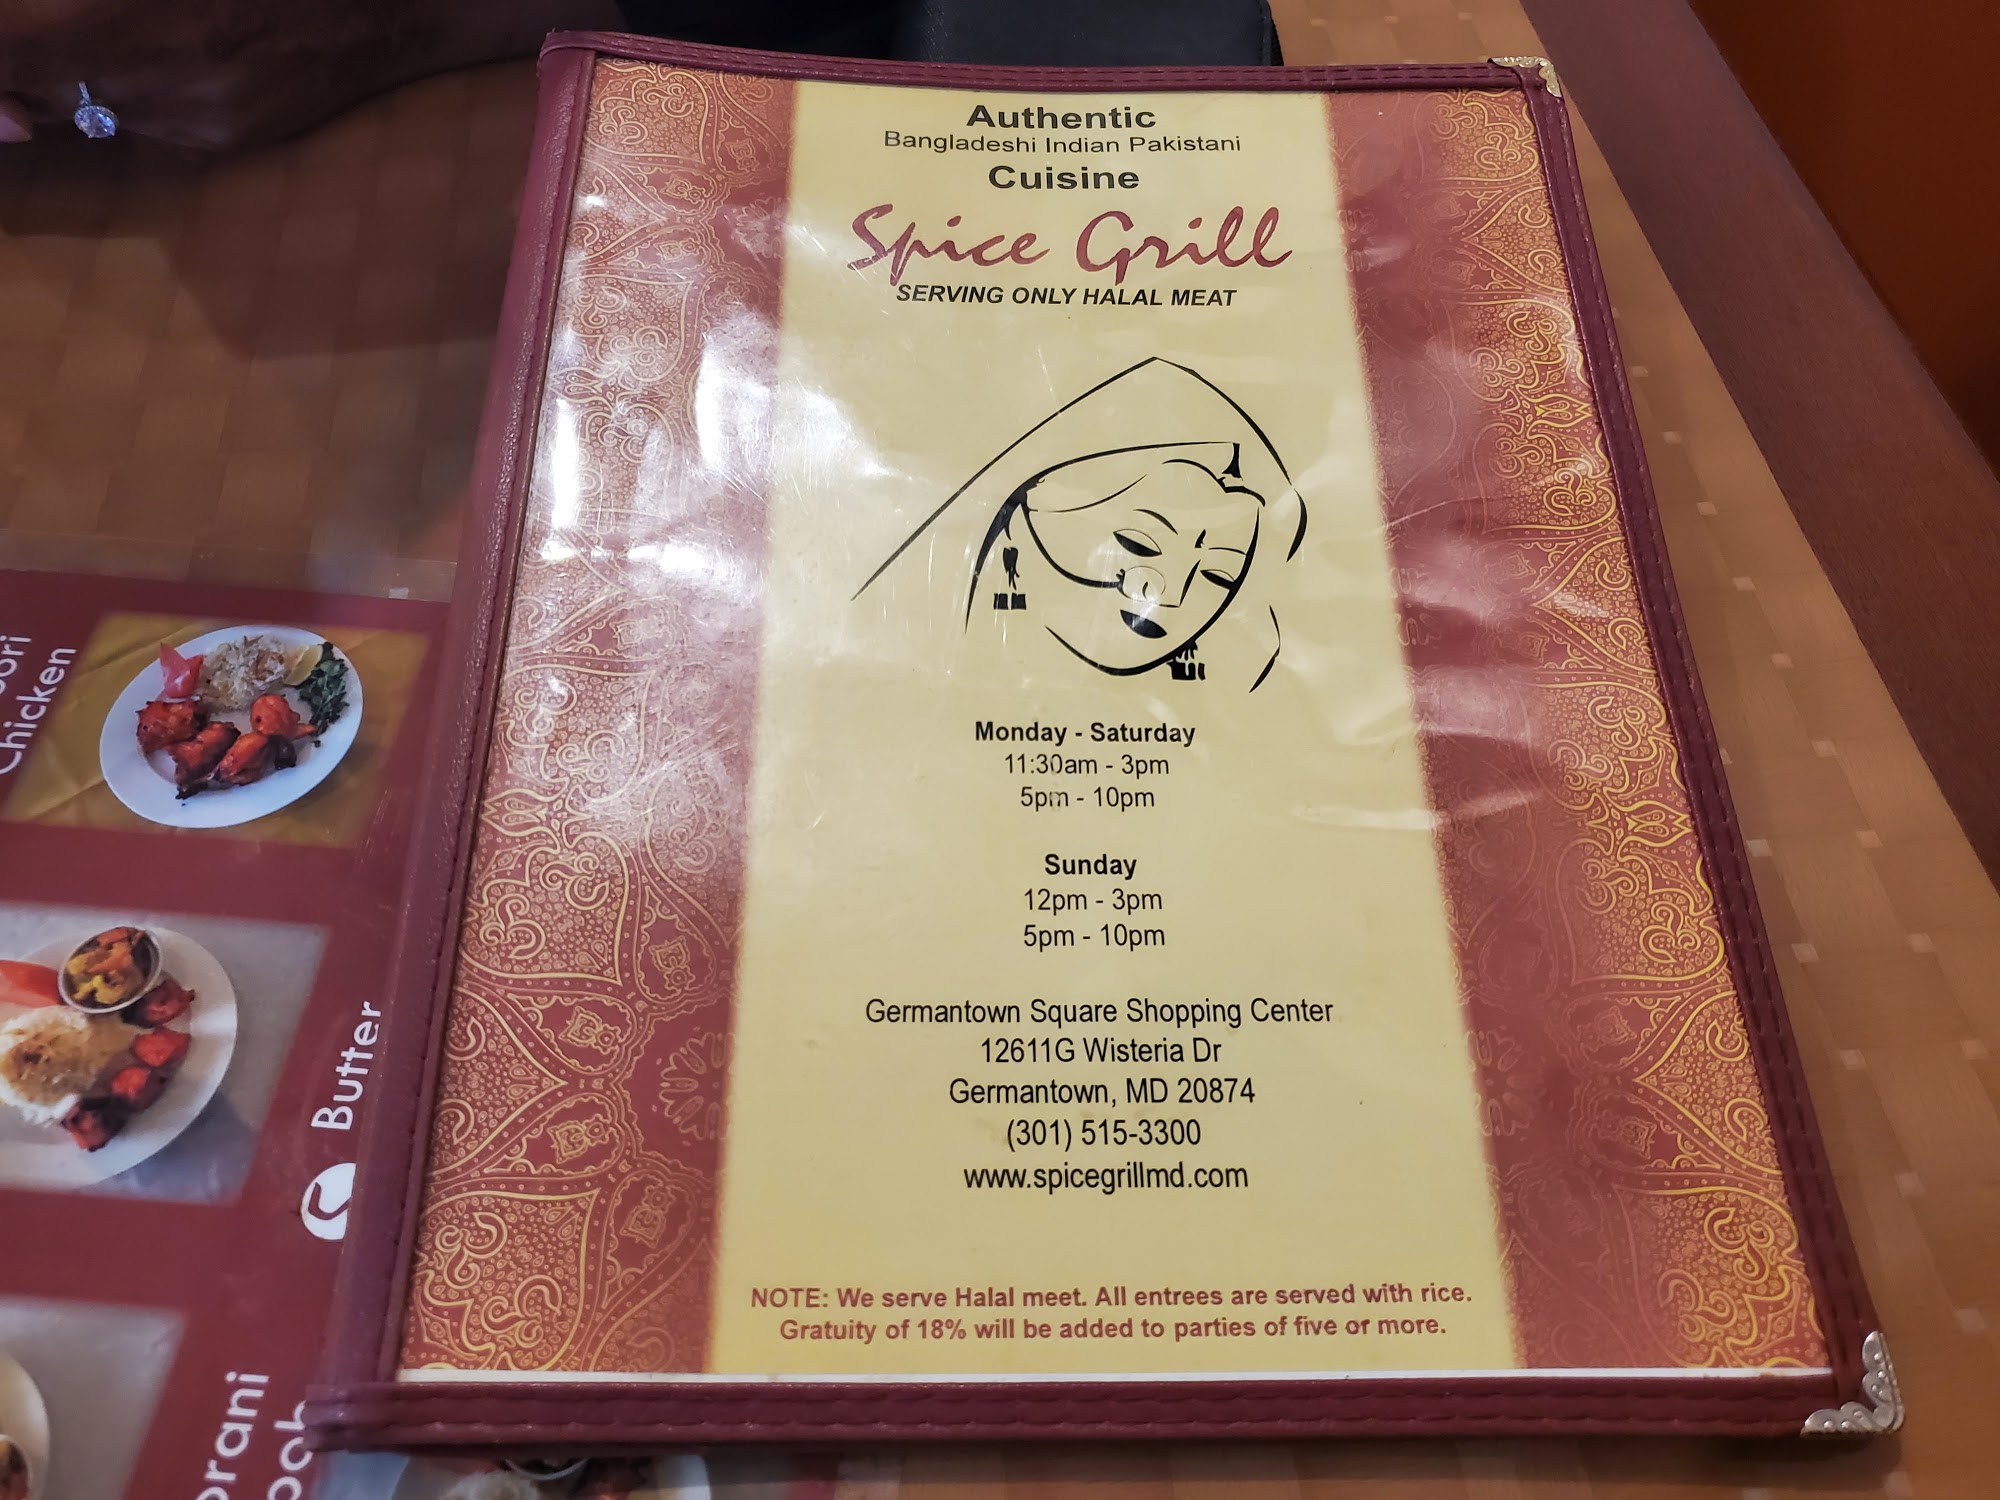 Authentic
Bangladeshi Indian Pakistani
Cuisine
Spice Grill
SERVING ONLY HALAL MEAT
Monday - Saturday
11:30am - 3pm
5pm - 10pm
Sunday
12pm - 3pm
5pm - 10pm
Germantown Square Shopping Center
12611G Wisteria Dr
Germantown, MD 20874
(301) 515-3300
www.spicegrillmd.com
NOTE: We serve Halal meet. All entrees are served with rice.
Gratuity of 18% will be added to parties of five or more.
Chicken
Butter